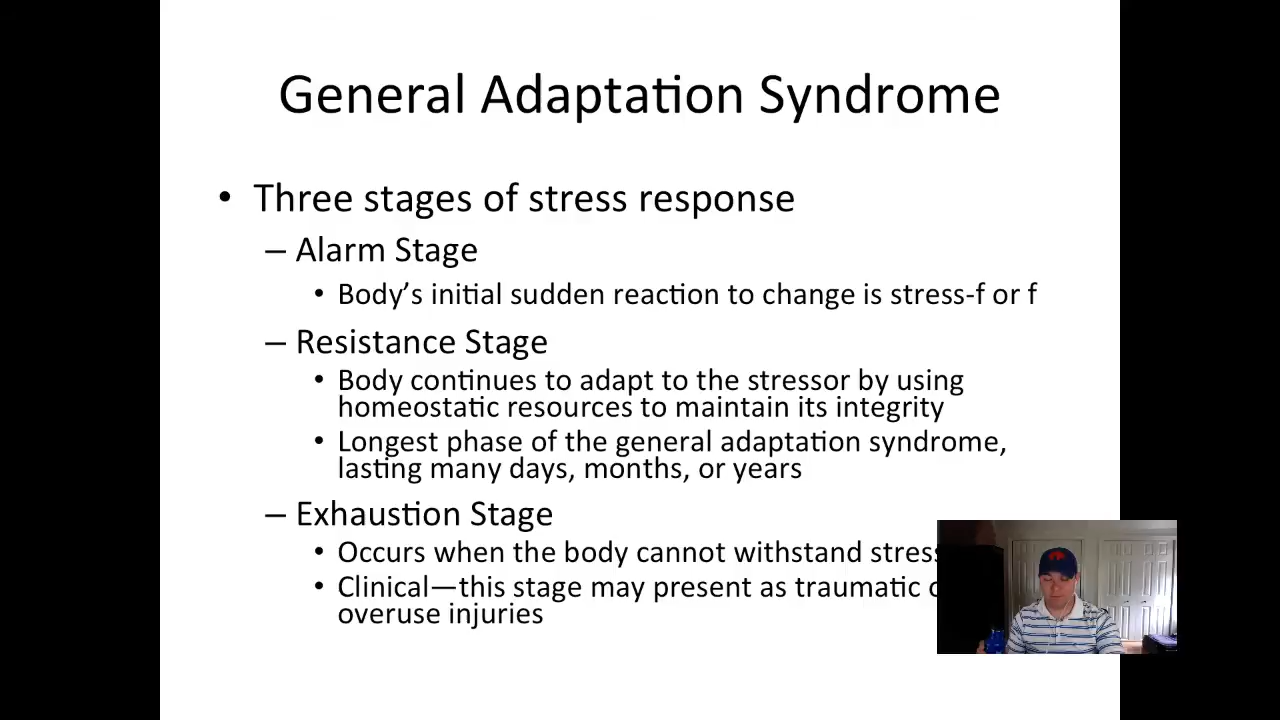 General Adaptation Syndrome
• Three stages of stress response
– Alarm Stage
• Body’s initial sudden reaction to change is stress-f or f
– Resistance Stage
• Body continues to adapt to the stressor by using
homeostatic resources to maintain its integrity
• Longest phase of the general adaptation syndrome,
lasting many days, months, or years
– Exhaustion Stage
• Occurs when the body cannot withstand stress
• Clinical—this stage may present as traumatic
overuse injuries